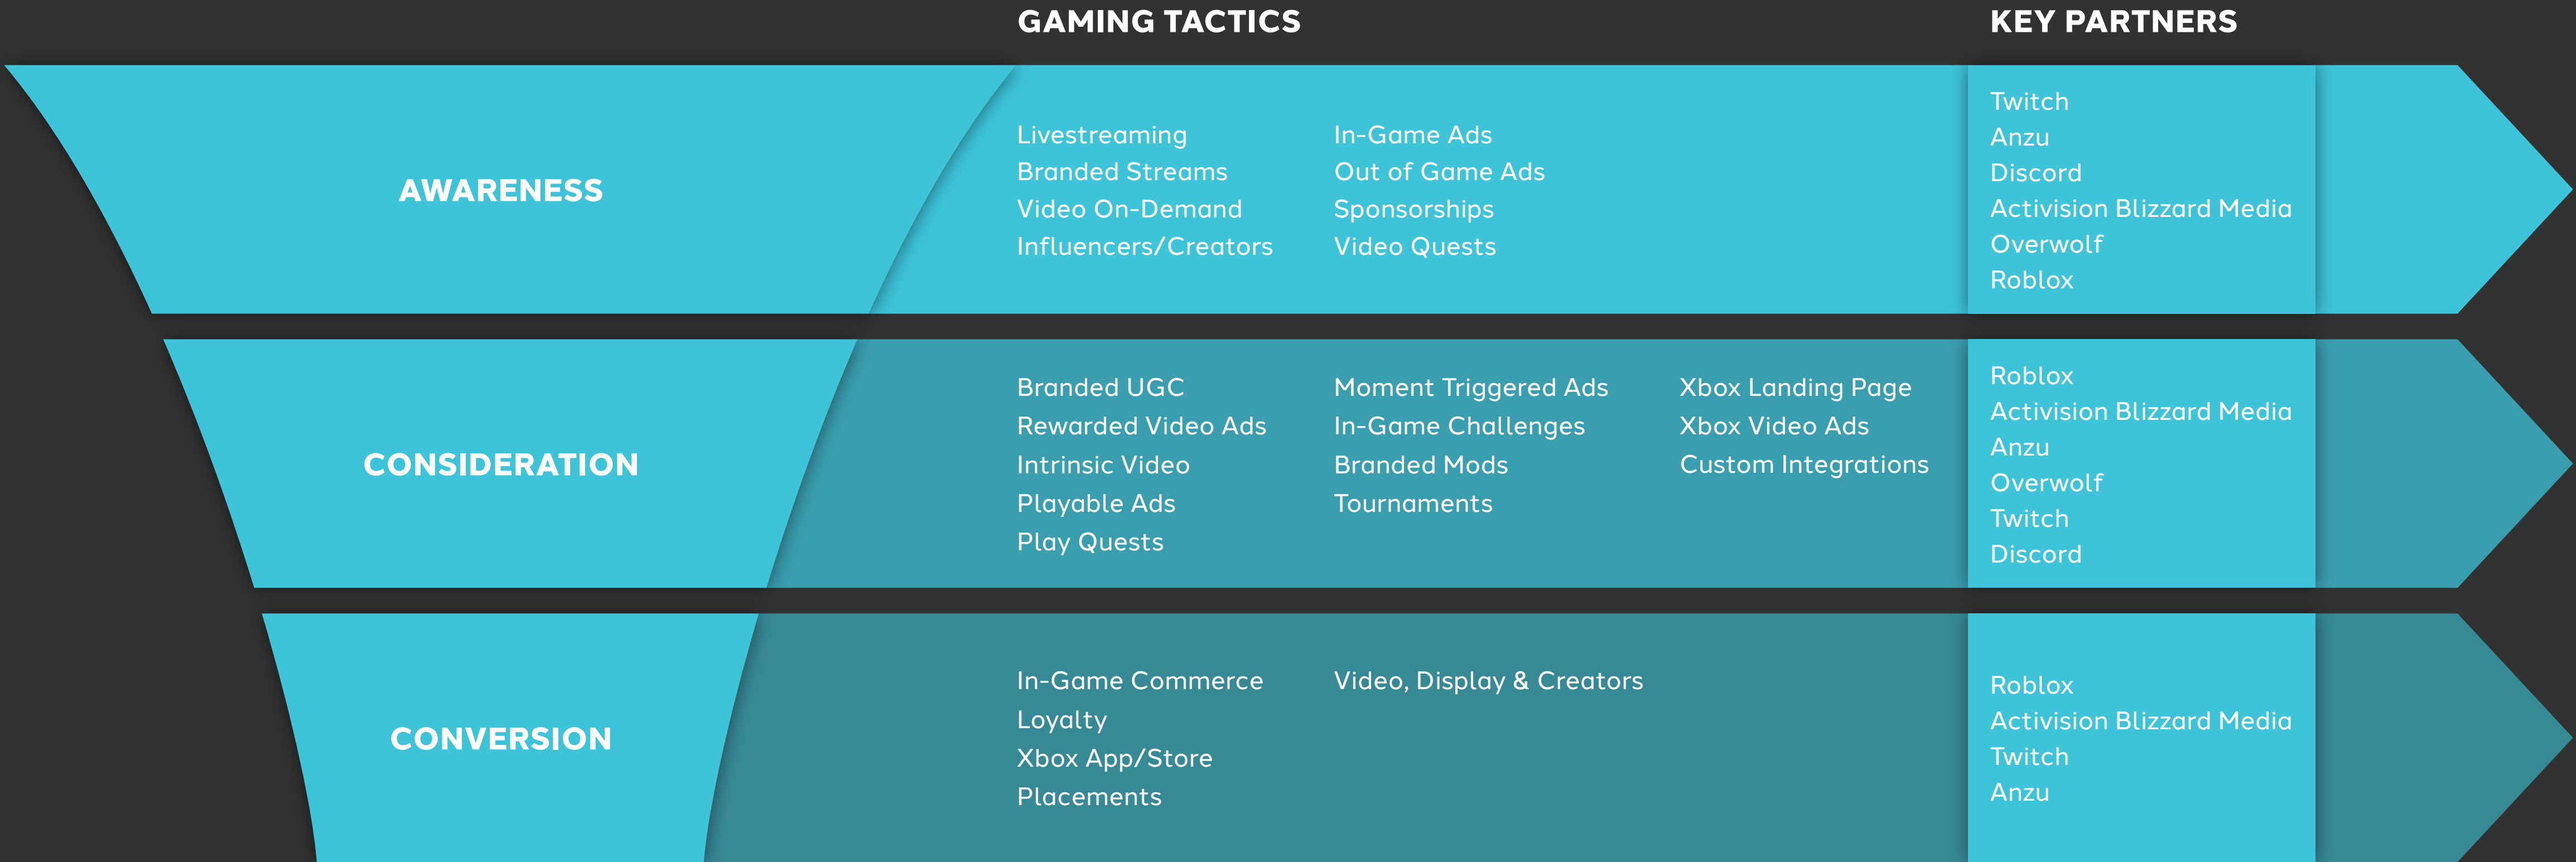 GAMING TACTICS
KEY PARTNERS
AWARENESS
Livestreaming
Branded Streams
Video On-Demand
Influencers/Creators
In-Game Ads
Out of Game Ads
Sponsorships
Video Quests
Twitch
Anzu
Discord
Activision Blizzard Media
Overwolf
Roblox
CONSIDERATION
Branded UGC
Rewarded Video Ads
Intrinsic Video
Playable Ads
Play Quests
Moment Triggered Ads
In-Game Challenges
Branded Mods
Tournaments
Xbox Landing Page
Xbox Video Ads
Custom Integrations
Roblox
Activision Blizzard Media
Anzu
Overwolf
Twitch
Discord
CONVERSION
In-Game Commerce
Loyalty
Xbox App/Store
Placements
Video, Display & Creators
Roblox
Activision Blizzard Media
Twitch
Anzu